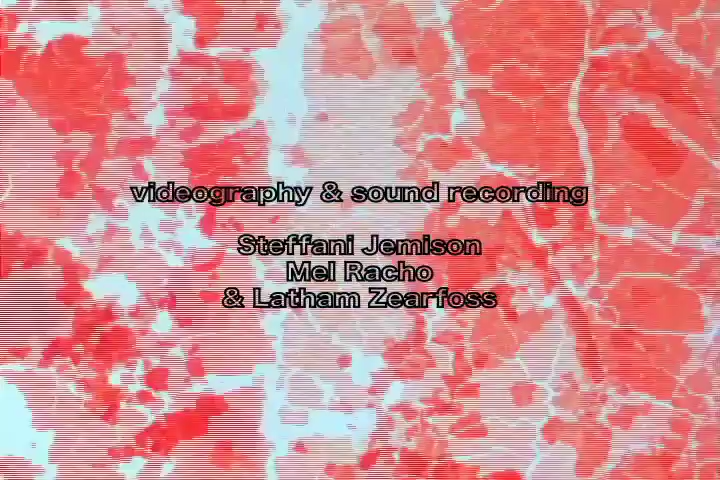 videography & sound recording
Steffani Jemison
Mel Racho
& Latham Zearfoss